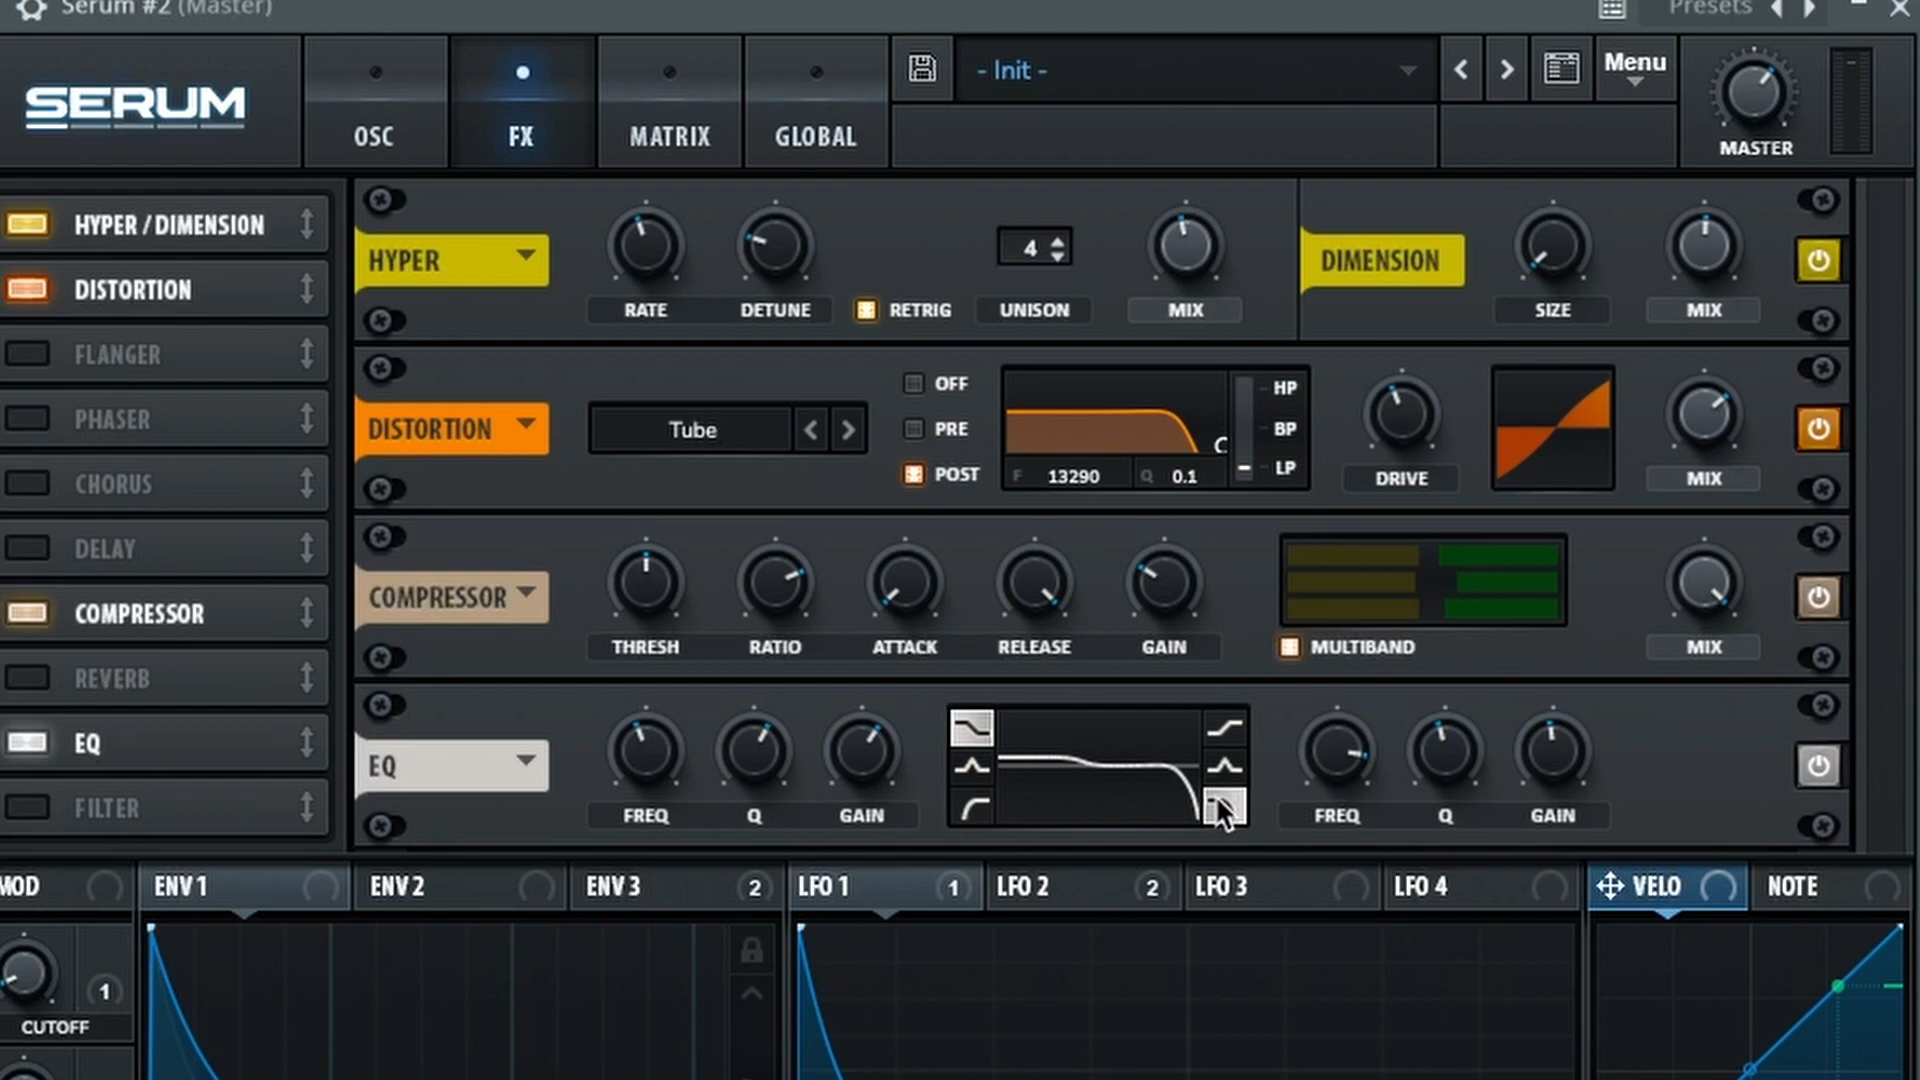 Serum #2 (Master)
Presets
SERUM
OSC
FX
MATRIX
GLOBAL
- Init -
Menu
MASTER
HYPER / DIMENSION
DISTORTION
FLANGER
PHASER
CHORUS
DELAY
COMPRESSOR
REVERB
EQ
FILTER
HYPER
RATE
DETUNE
RETRIG
4
UNISON
MIX
DIMENSION
SIZE
MIX
DISTORTION
Tube
OFF
PRE
POST
F 13290 Q 0.1
HP
BP
LP
DRIVE
MIX
COMPRESSOR
THRESH
RATIO
ATTACK
RELEASE
GAIN
MULTIBAND
MIX
EQ
FREQ
Q
GAIN
FREQ
Q
GAIN
MOD
ENV 1
ENV 2
ENV 3 2
LFO 1 1
LFO 2 2
LFO 3
LFO 4
VELO
NOTE
1
CUTOFF